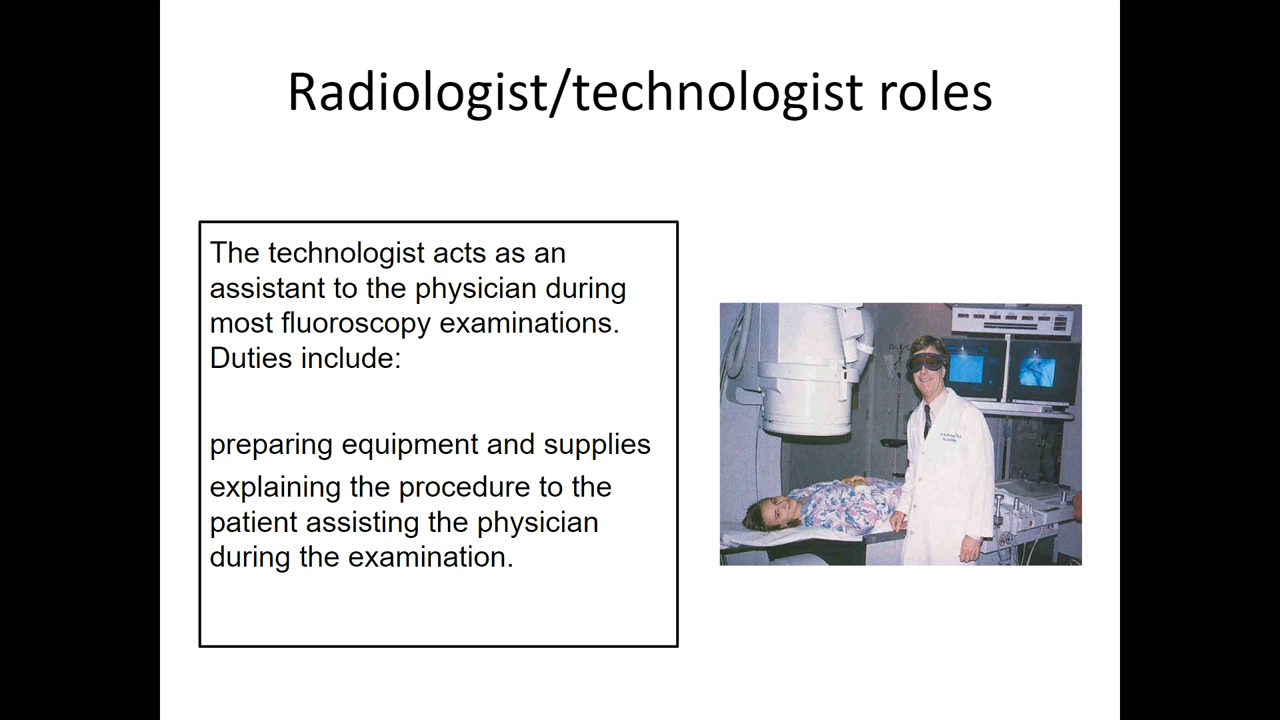 Radiologist/technologist roles
The technologist acts as an
assistant to the physician during
most fluoroscopy examinations.
Duties include:
preparing equipment and supplies
explaining the procedure to the
patient assisting the physician
during the examination.